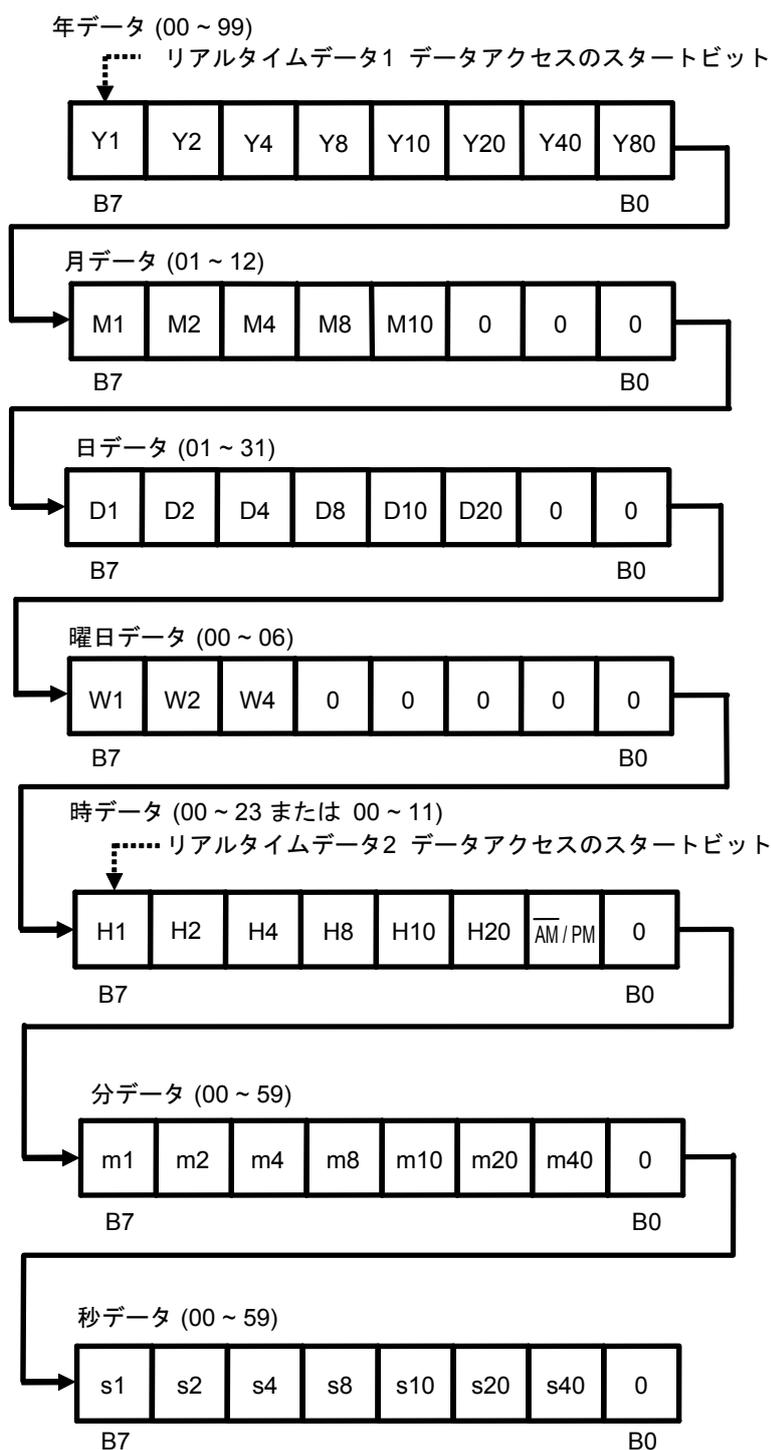 年データ (00 ~ 99)
リアルタイムデータ1 データアクセスのスタートビット
Y1 Y2 Y4 Y8 Y10 Y20 Y40 Y80
B7 B0
月データ (01 ~ 12)
M1 M2 M4 M8 M10 0 0 0
B7 B0
日データ (01 ~ 31)
D1 D2 D4 D8 D10 D20 0 0
B7 B0
曜日データ (00 ~ 06)
W1 W2 W4 0 0 0 0 0
B7 B0
時データ (00 ~ 23 または 00 ~ 11)
リアルタイムデータ2 データアクセスのスタートビット
H1 H2 H4 H8 H10 H20 A̅M̅ / PM 0
B7 B0
分データ (00 ~ 59)
m1 m2 m4 m8 m10 m20 m40 0
B7 B0
秒データ (00 ~ 59)
s1 s2 s4 s8 s10 s20 s40 0
B7 B0